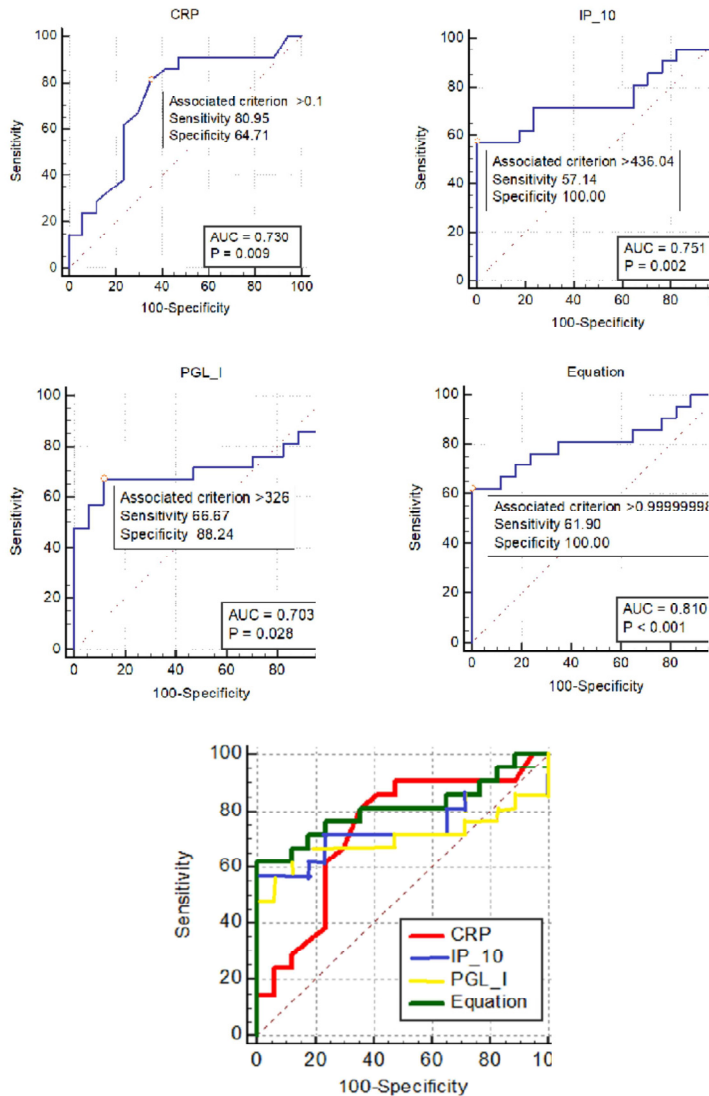 CRP
100
80
60
40
20
0
Sensitivity
Associated criterion >0.1
Sensitivity 80.95
Specificity 64.71
AUC = 0.730
P = 0.009
0 20 40 60 80 100
100-Specificity
IP_10
100
80
60
40
20
0
Sensitivity
Associated criterion >436.04
Sensitivity 57.14
Specificity 100.00
AUC = 0.751
P = 0.002
0 20 40 60 80
100-Specificity
PGL_I
100
80
60
40
20
0
Sensitivity
Associated criterion >326
Sensitivity 66.67
Specificity 88.24
AUC = 0.703
P = 0.028
0 20 40 60 80
100-Specificity
Equation
100
80
60
40
20
0
Sensitivity
Associated criterion >0.99999998
Sensitivity 61.90
Specificity 100.00
AUC = 0.810
P < 0.001
0 20 40 60 80
100-Specificity
100
80
60
40
20
0
Sensitivity
CRP
IP_10
PGL_I
Equation
0 20 40 60 80 10
100-Specificity